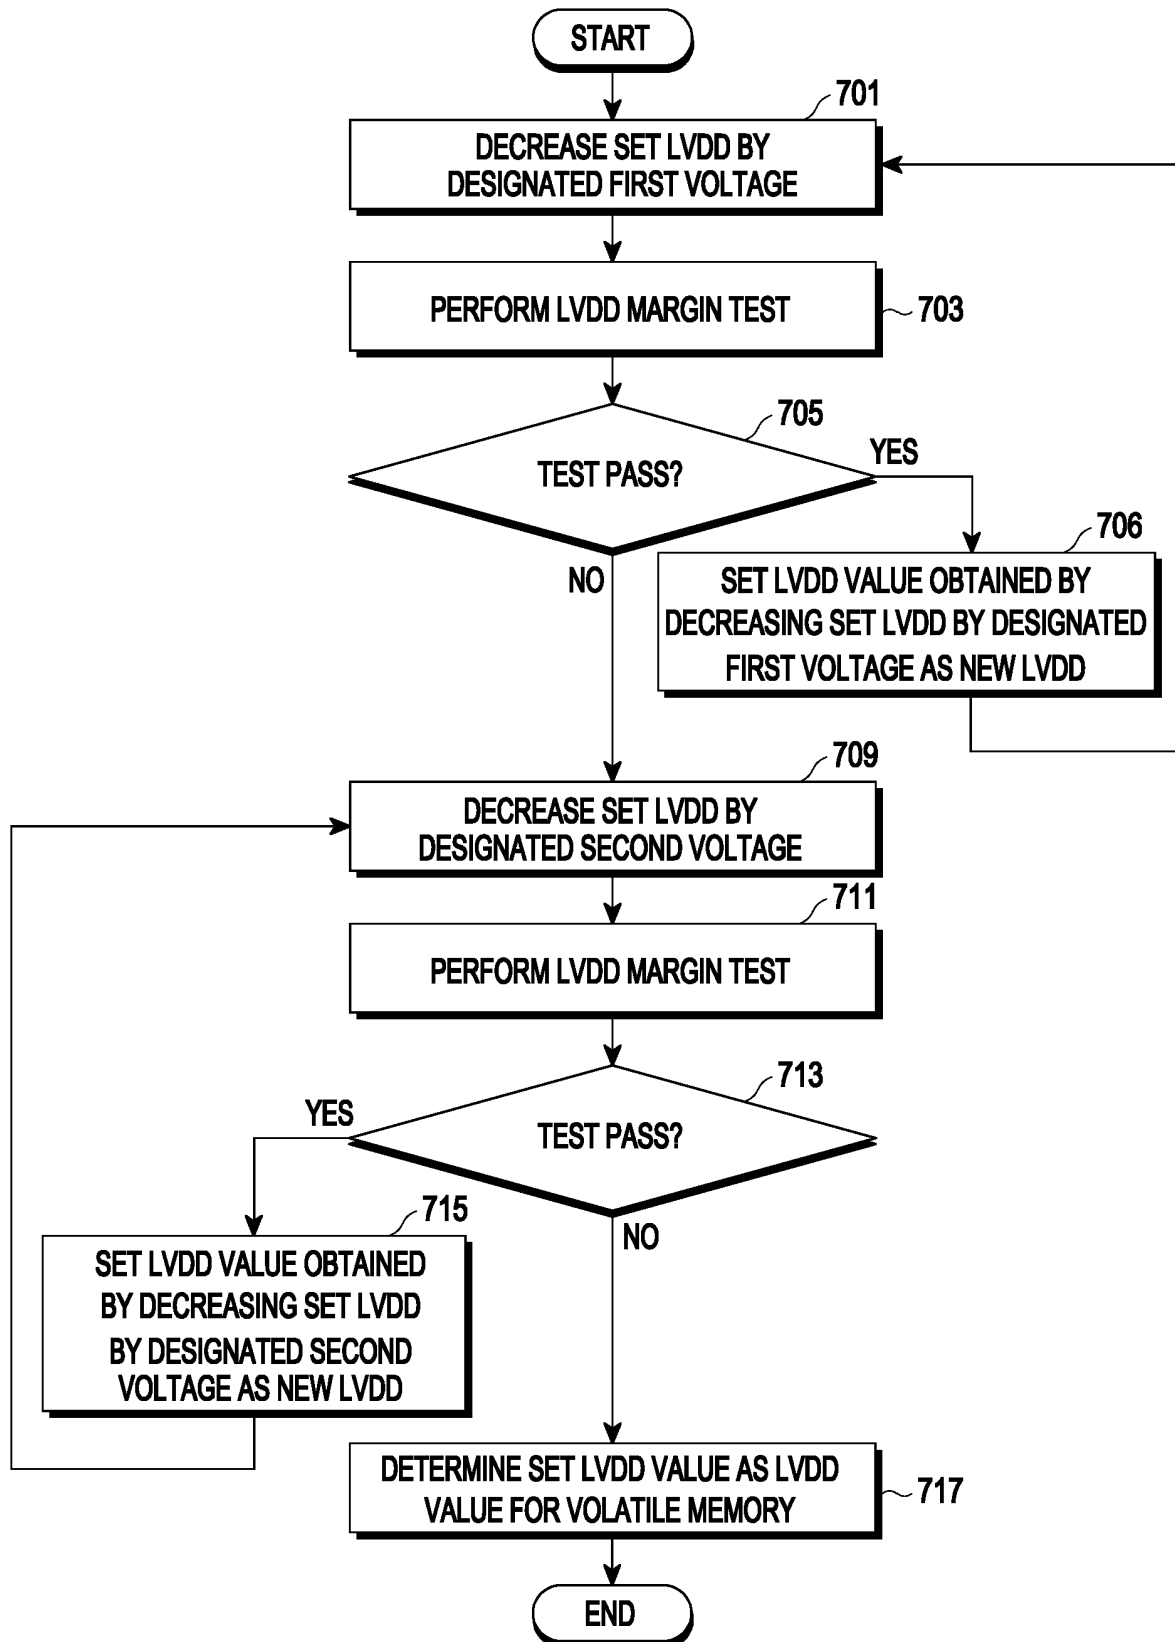 START
701
DECREASE SET LVDD BY
DESIGNATED FIRST VOLTAGE
PERFORM LVDD MARGIN TEST
703
705
TEST PASS?
YES
NO
706
SET LVDD VALUE OBTAINED BY
DECREASING SET LVDD BY DESIGNATED
FIRST VOLTAGE AS NEW LVDD
709
DECREASE SET LVDD BY
DESIGNATED SECOND VOLTAGE
711
PERFORM LVDD MARGIN TEST
713
TEST PASS?
YES
NO
715
SET LVDD VALUE OBTAINED
BY DECREASING SET LVDD
BY DESIGNATED SECOND
VOLTAGE AS NEW LVDD
DETERMINE SET LVDD VALUE AS LVDD
VALUE FOR VOLATILE MEMORY
717
END